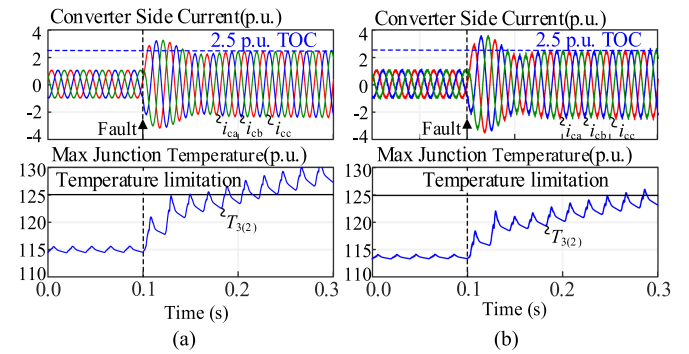 Converter Side Current(p.u.)
4
2
0
-2
-4
2.5 p.u. TOC
Fault
ica icb icc
Max Junction Temperature(p.u.)
130
125
120
115
110
Temperature limitation
T3(2)
0.0 0.1 0.2 0.3
Time (s)
(a)
Converter Side Current(p.u.)
4
2
0
-2
-4
2.5 p.u. TOC
Fault
ica icb icc
Max Junction Temperature(p.u.)
130
125
120
115
110
Temperature limitation
T3(2)
0.0 0.1 0.2 0.3
Time (s)
(b)